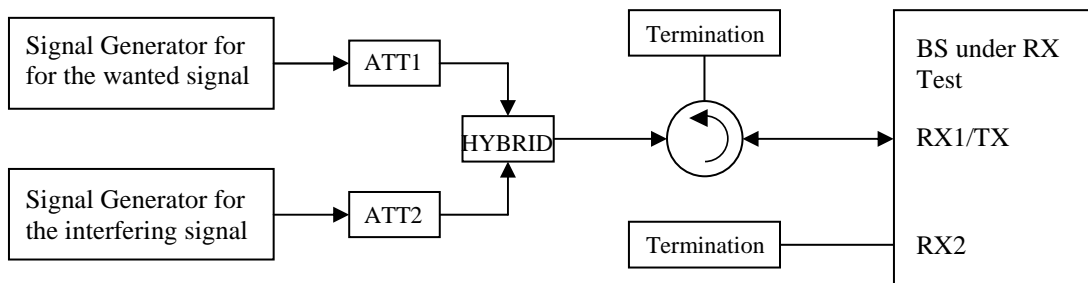 Signal Generator for
for the wanted signal
ATT1
HYBRID
Signal Generator for
the interfering signal
ATT2
Termination
Termination
BS under RX
Test
RX1/TX
RX2